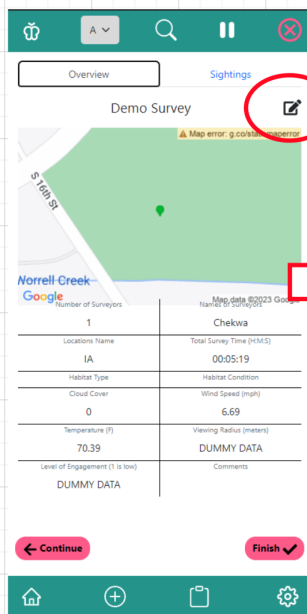 A
Overview
Sightings
Demo Survey
Map error: g.co/staticmaperror
S 16th St
Worrell Creek
Google
Map data ©2023 Google
Number of Surveyors
Names of Surveyors
1
Chekwa
Locations Name
Total Survey Time (H:M:S)
IA
00:05:19
Habitat Type
Habitat Condition
Cloud Cover
Wind Speed (mph)
0
6.69
Temperature (F)
Viewing Radius (meters)
70.39
DUMMY DATA
Level of Engagement (1 is low)
Comments
DUMMY DATA
Continue
Finish